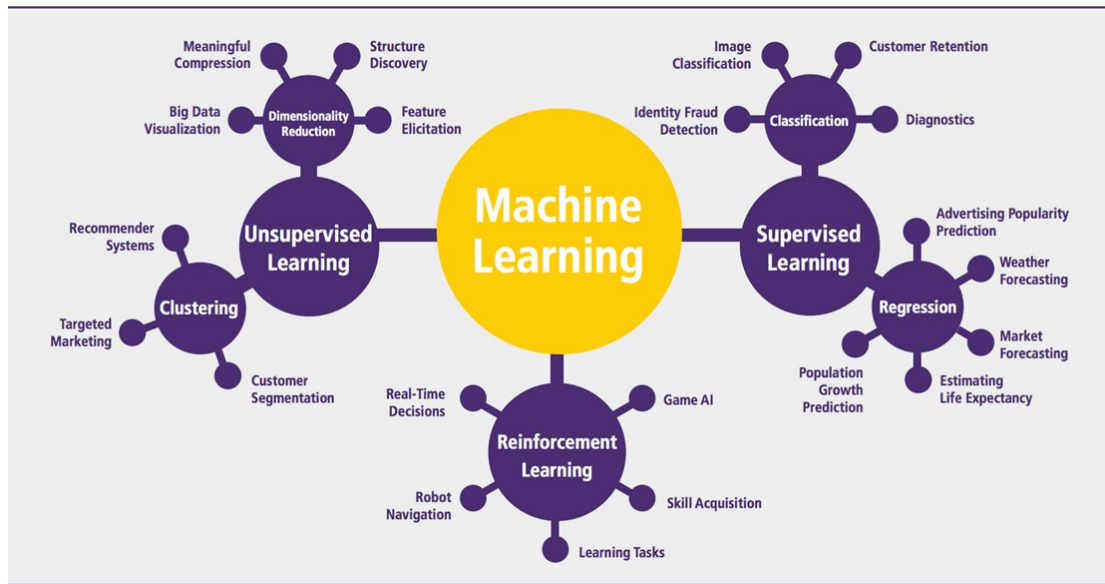 Machine
Learning
Unsupervised
Learning
Dimensionality
Reduction
Meaningful
Compression
Structure
Discovery
Big Data
Visualization
Feature
Elicitation
Clustering
Recommender
Systems
Targeted
Marketing
Customer
Segmentation
Supervised
Learning
Classification
Image
Classification
Customer Retention
Identity Fraud
Detection
Diagnostics
Regression
Advertising Popularity
Prediction
Weather
Forecasting
Market
Forecasting
Population
Growth
Prediction
Estimating
Life Expectancy
Reinforcement
Learning
Real-Time
Decisions
Game AI
Robot
Navigation
Skill Acquisition
Learning Tasks